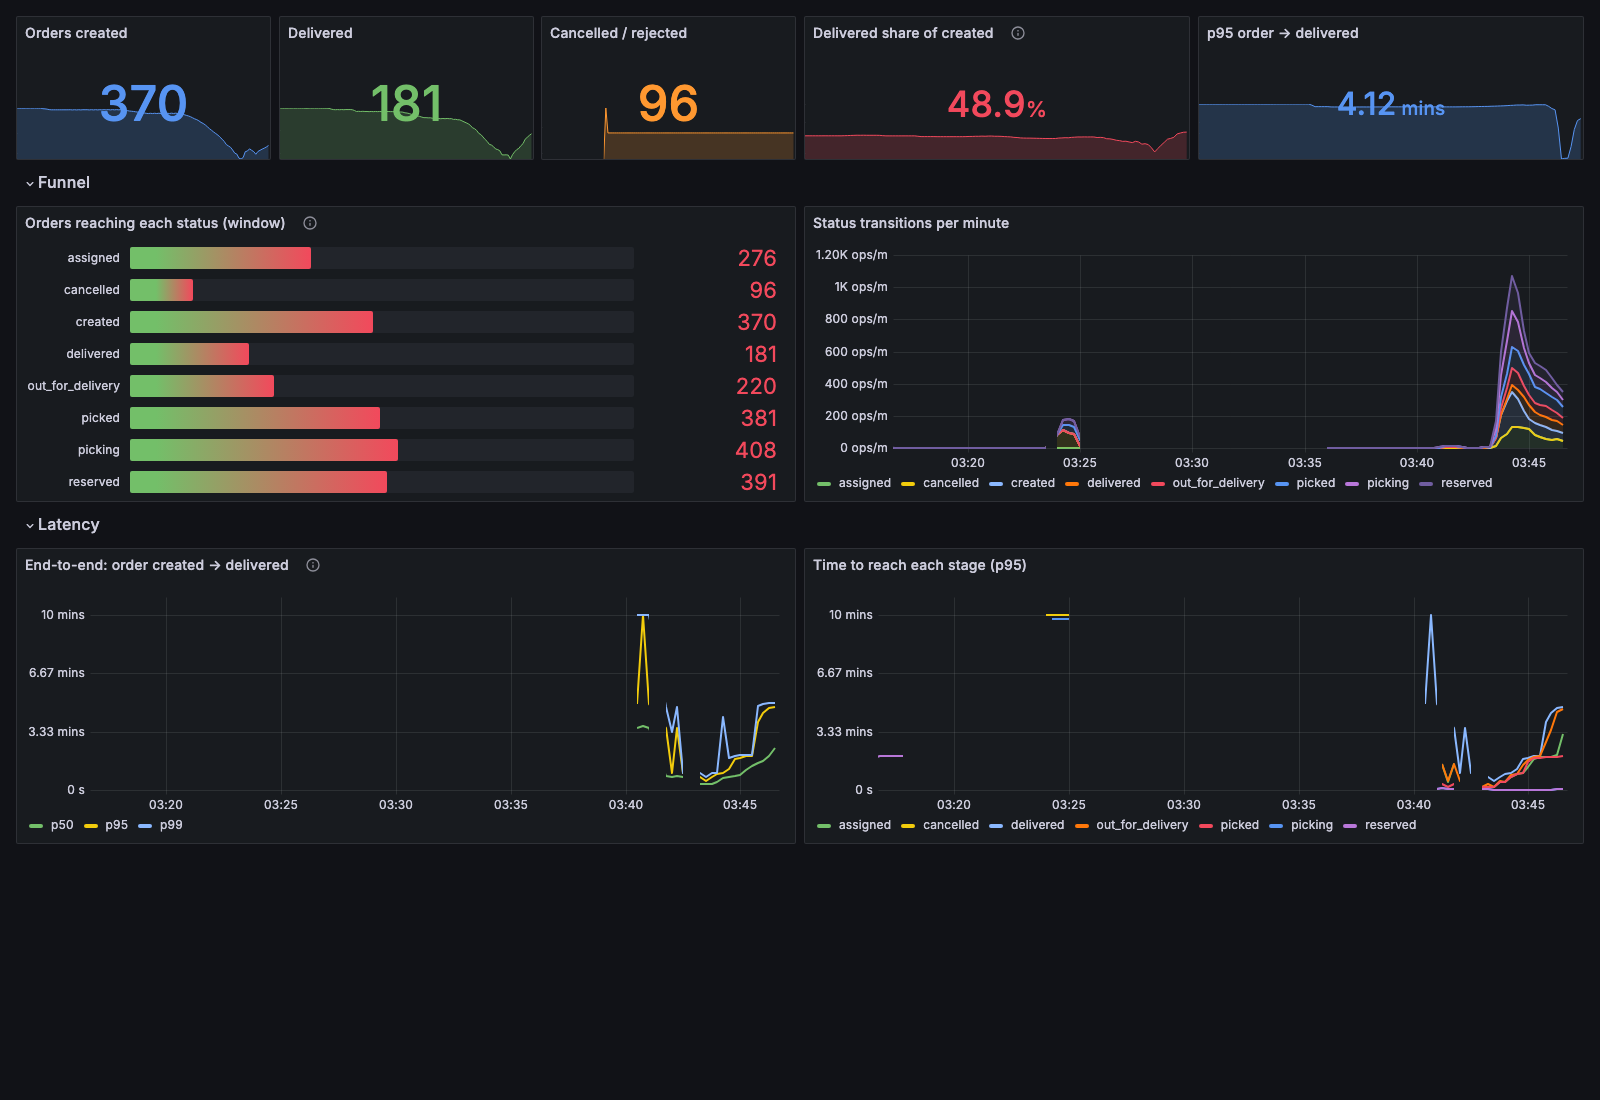 Orders created
370
Delivered
181
Cancelled / rejected
96
Delivered share of created
48.9%
p95 order → delivered
4.12 mins
Funnel
Orders reaching each status (window)
assigned 276
cancelled 96
created 370
delivered 181
out_for_delivery 220
picked 381
picking 408
reserved 391
Status transitions per minute
1.20K ops/m
1K ops/m
800 ops/m
600 ops/m
400 ops/m
200 ops/m
0 ops/m
03:20 03:25 03:30 03:35 03:40 03:45
assigned cancelled created delivered out_for_delivery picked picking reserved
Latency
End-to-end: order created → delivered
10 mins
6.67 mins
3.33 mins
0 s
03:20 03:25 03:30 03:35 03:40 03:45
p50 p95 p99
Time to reach each stage (p95)
10 mins
6.67 mins
3.33 mins
0 s
03:20 03:25 03:30 03:35 03:40 03:45
assigned cancelled delivered out_for_delivery picked picking reserved